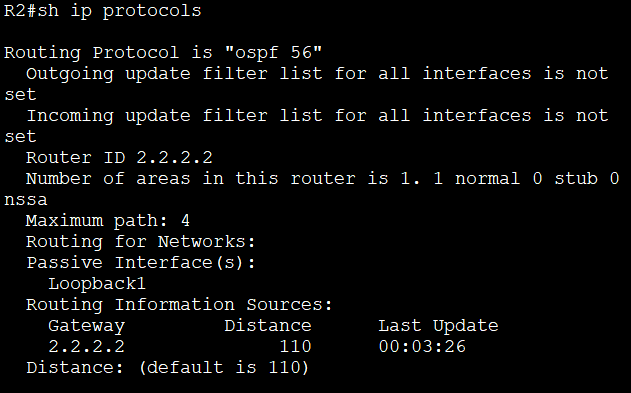 R2#sh ip protocols
Routing Protocol is "ospf 56"
Outgoing update filter list for all interfaces is not
set
Incoming update filter list for all interfaces is not
set
Router ID 2.2.2.2
Number of areas in this router is 1. 1 normal 0 stub 0
nssa
Maximum path: 4
Routing for Networks:
Passive Interface(s):
Loopback1
Routing Information Sources:
Gateway Distance Last Update
2.2.2.2 110 00:03:26
Distance: (default is 110)